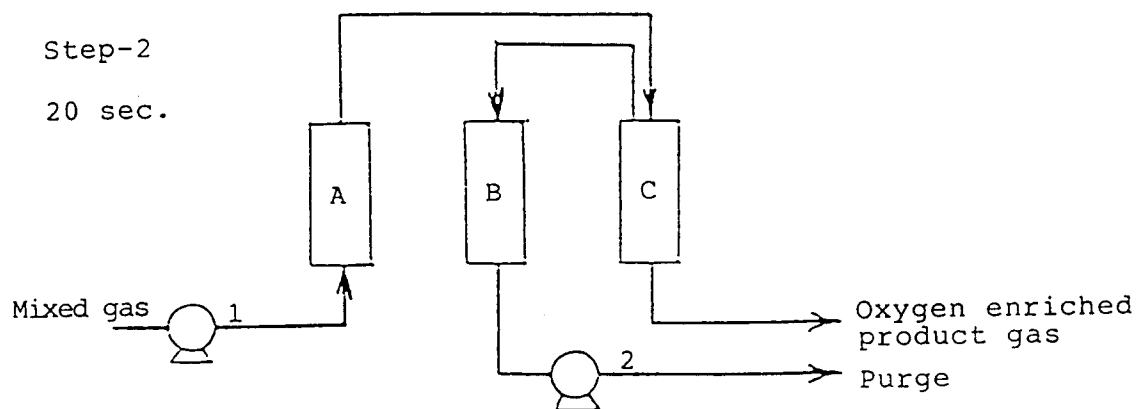 Step-2
20 sec.
A
B
C
Mixed gas
1
Oxygen enriched
product gas
2
Purge